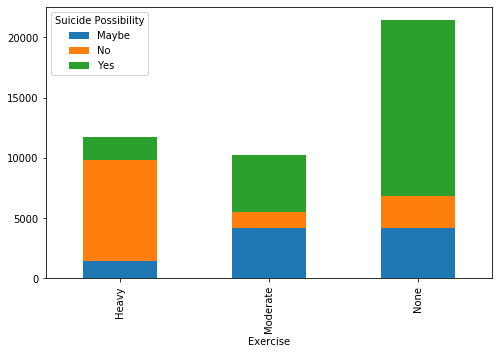 Suicide Possibility
Maybe
No
Yes
20000
15000
10000
5000
0
Heavy
Moderate
None
Exercise